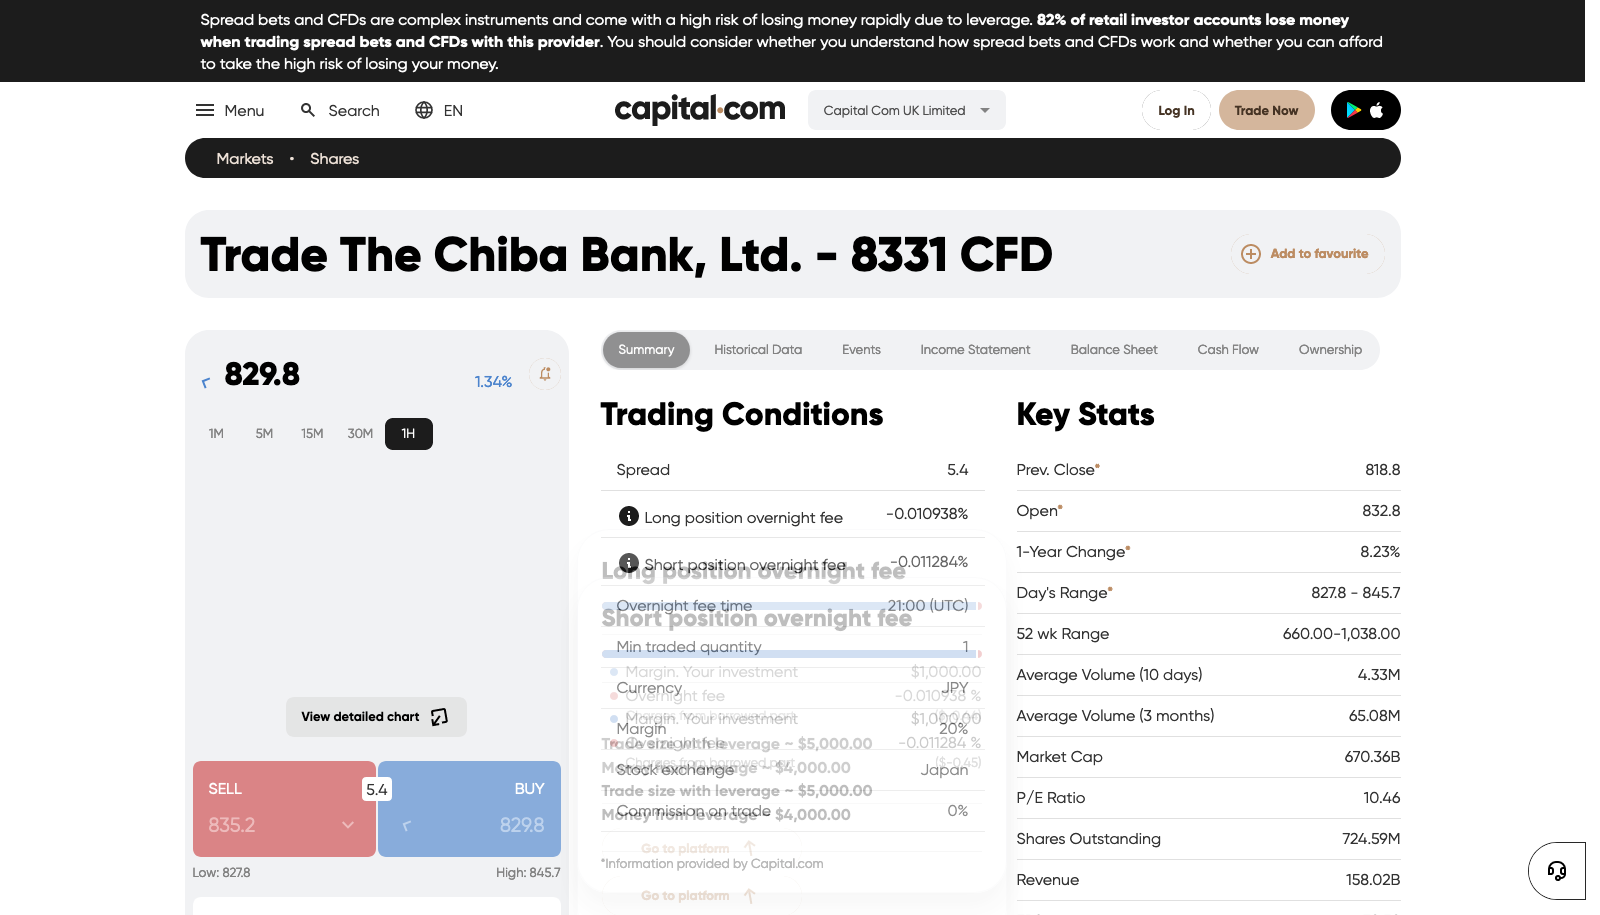 Spread bets and CFDs are complex instruments and come with a high risk of losing money rapidly due to leverage. 82% of retail investor accounts lose money
when trading spread bets and CFDs with this provider. You should consider whether you understand how spread bets and CFDs work and whether you can afford
to take the high risk of losing your money.
Menu
Search
EN
capital.com
Capital Com UK Limited
Log In
Trade Now
Markets • Shares
Trade The Chiba Bank, Ltd. - 8331 CFD
Add to favourite
829.8
1.34%
1M 5M 15M 30M 1H
View detailed chart
SELL
835.2
5.4
BUY
829.8
Low: 827.8
High: 845.7
Summary Historical Data Events Income Statement Balance Sheet Cash Flow Ownership
Trading Conditions
Spread 5.4
Long position overnight fee -0.010938%
Short position overnight fee -0.011284%
Overnight fee time 21:00 (UTC)
Min traded quantity 1
Currency JPY
Margin 20%
Stock exchange Japan
Commission on trade 0%
*Information provided by Capital.com
Long position overnight fee
Margin. Your investment $1,000.00
Overnight fee -0.010938 %
Charges from borrowed part
Trade size with leverage ~ $5,000.00
Money from leverage ~ $4,000.00
Go to platform
Short position overnight fee
Margin. Your investment $1,000.00
Overnight fee -0.011284 %
Charges from borrowed part ($-0.45)
Trade size with leverage ~ $5,000.00
Money from leverage ~ $4,000.00
Go to platform
Key Stats
Prev. Close* 818.8
Open* 832.8
1-Year Change* 8.23%
Day's Range* 827.8 - 845.7
52 wk Range 660.00-1,038.00
Average Volume (10 days) 4.33M
Average Volume (3 months) 65.08M
Market Cap 670.36B
P/E Ratio 10.46
Shares Outstanding 724.59M
Revenue 158.02B